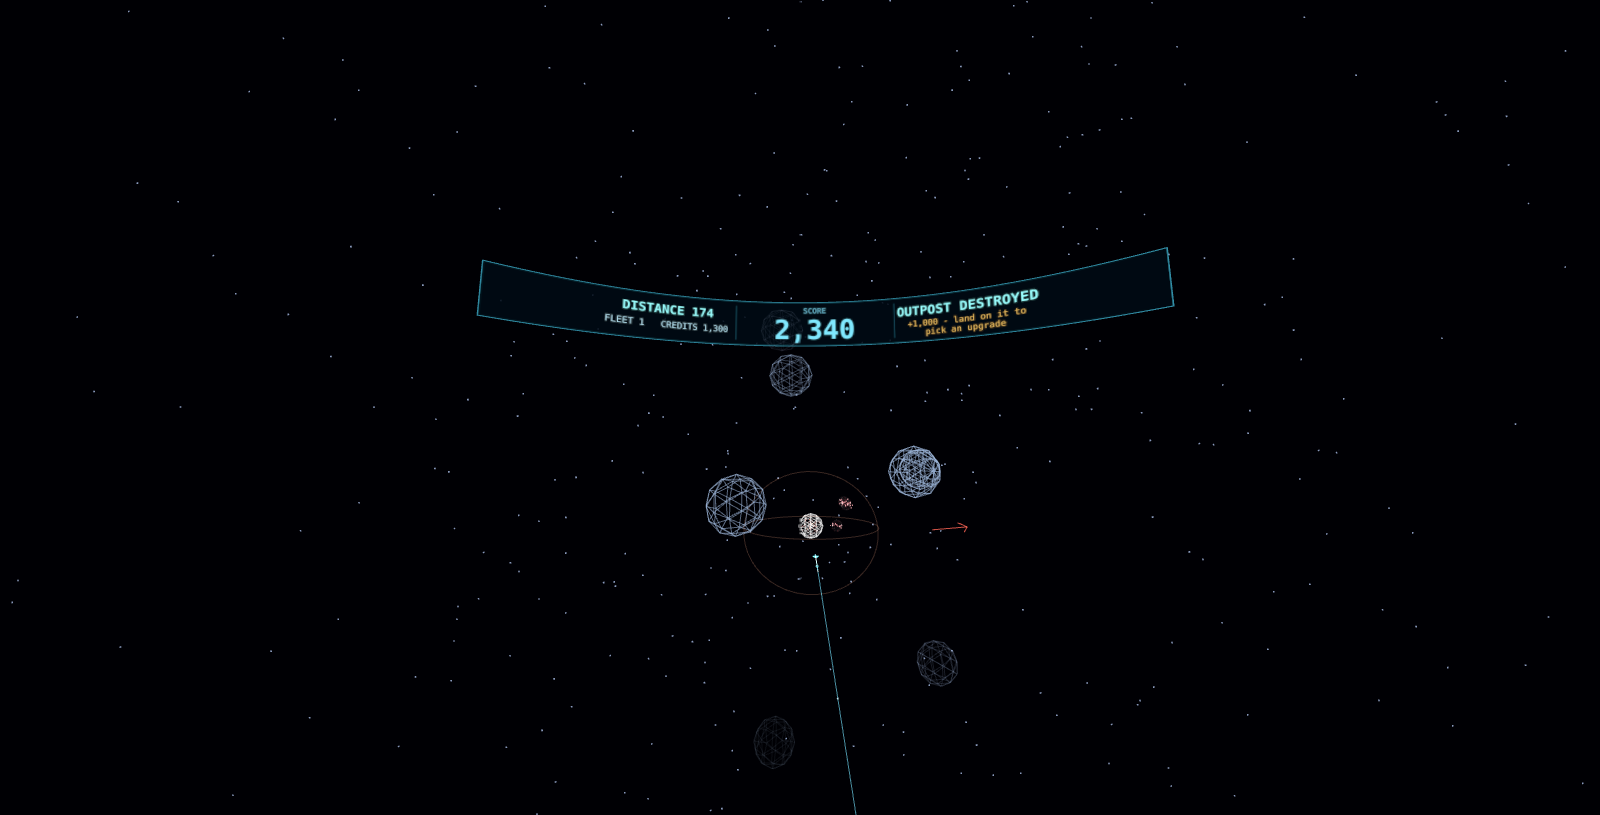 DISTANCE 174
FLEET 1 CREDITS 1,300
SCORE
2,340
OUTPOST DESTROYED
+1,000 - land on it to
pick an upgrade